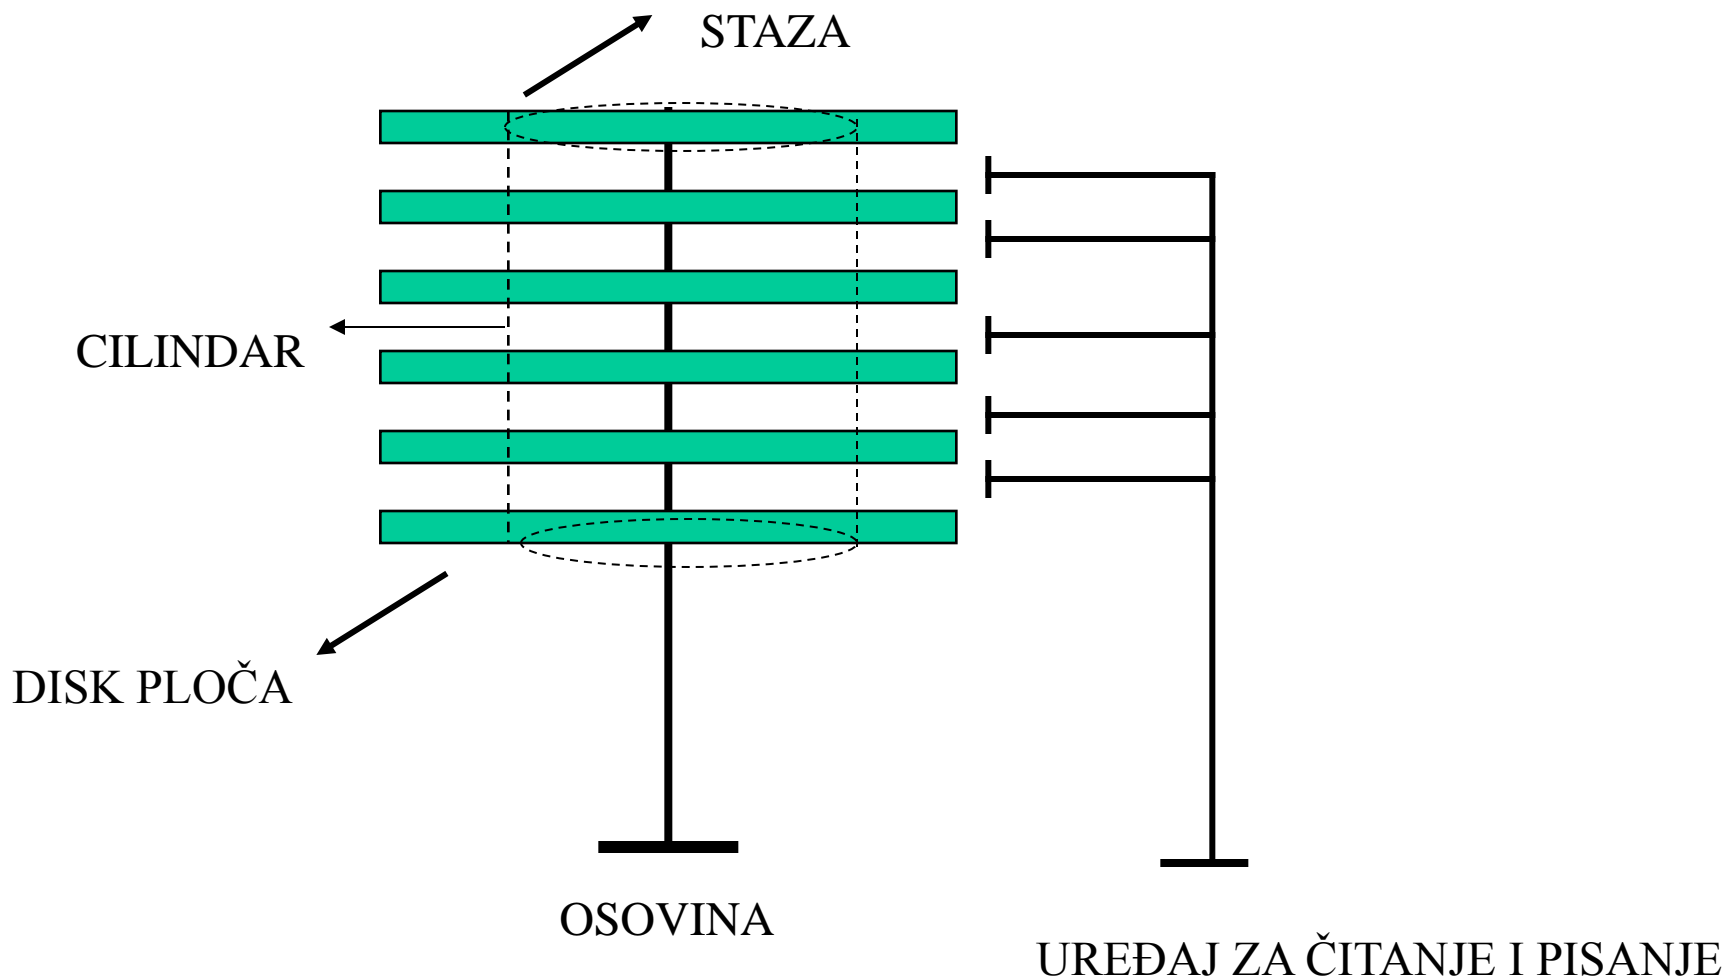 STAZA
CILINDAR
DISK PLOČA
OSOVINA
UREĐAJ ZA ČITANJE I PISANJE